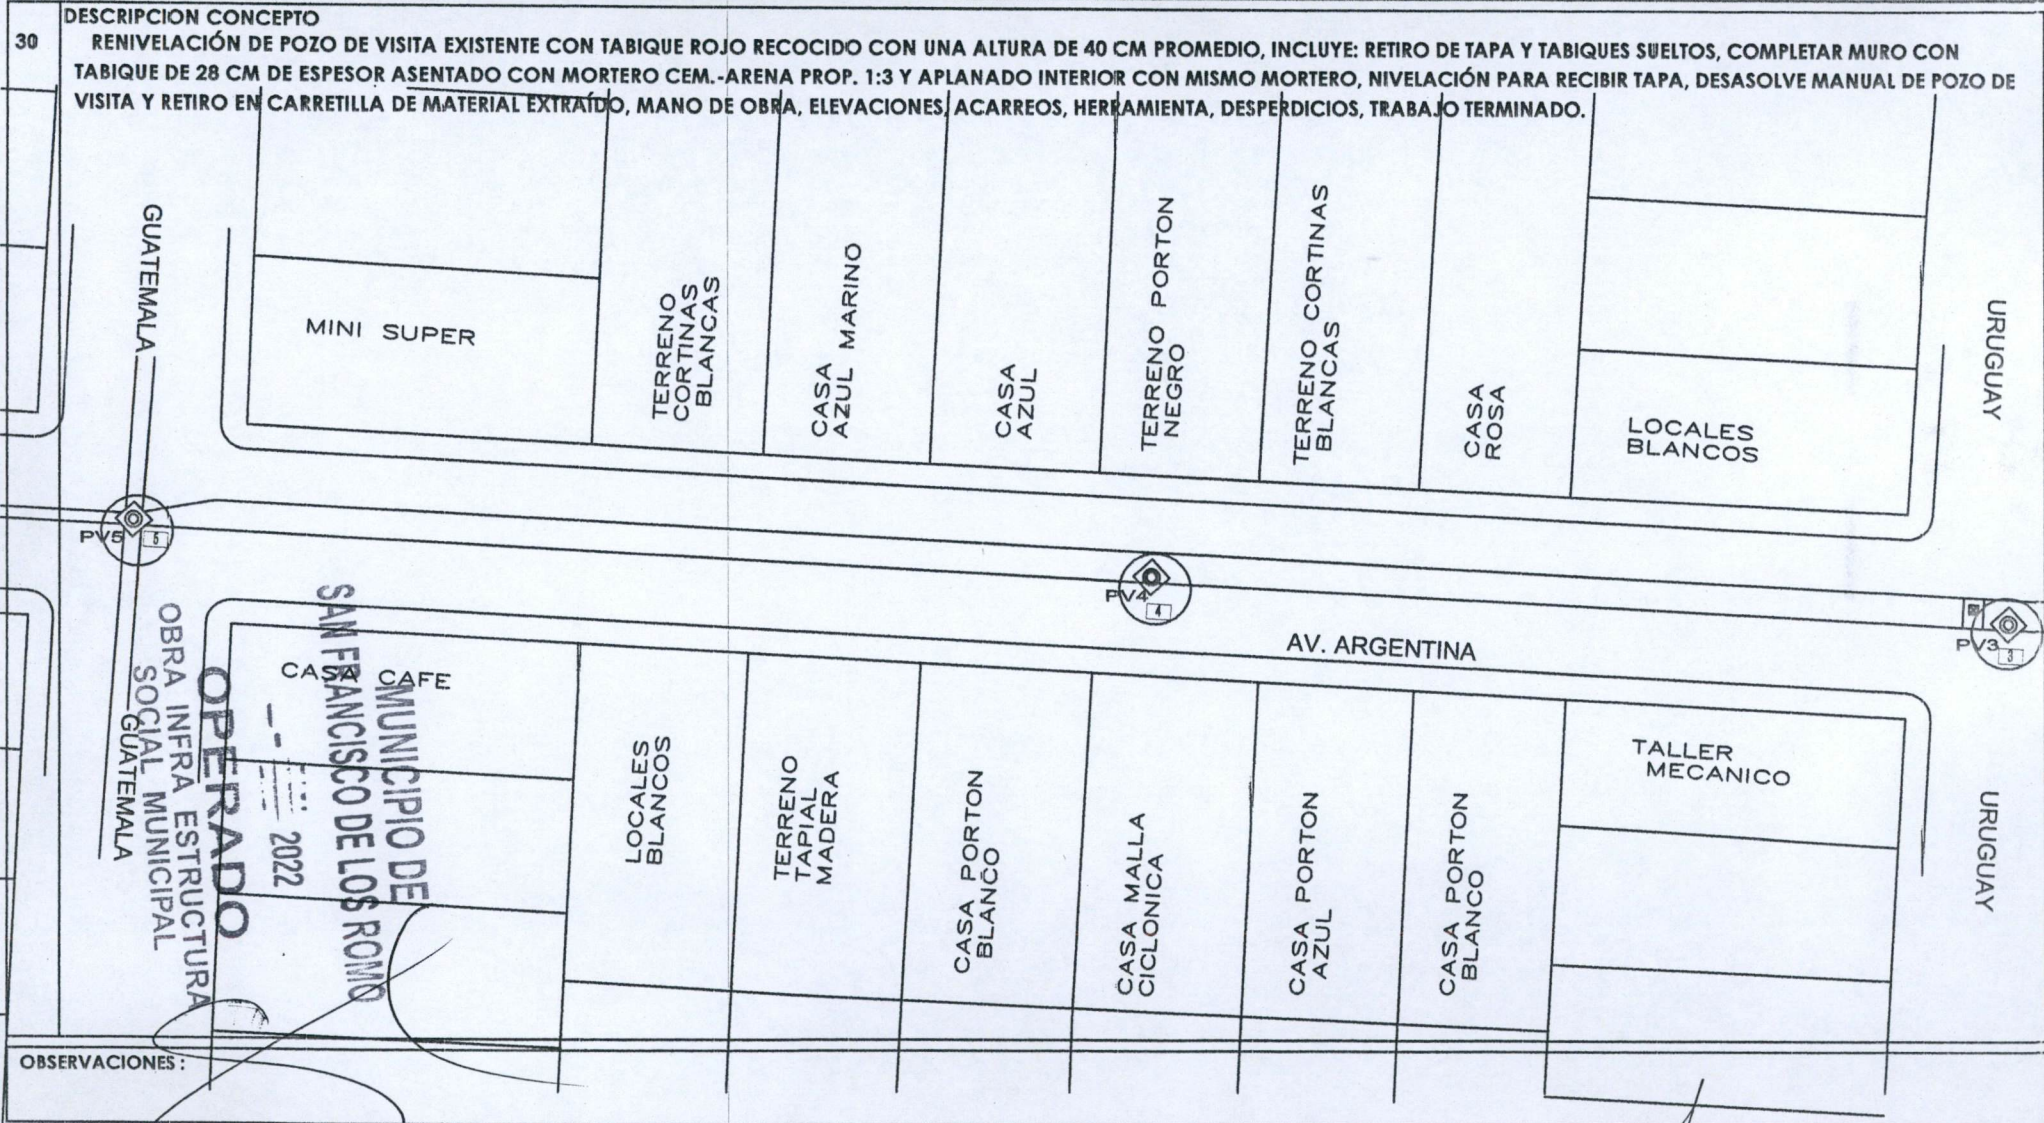 DESCRIPCION CONCEPTO
30
RENIVELACIÓN DE POZO DE VISITA EXISTENTE CON TABIQUE ROJO RECOCIDO CON UNA ALTURA DE 40 CM PROMEDIO, INCLUYE: RETIRO DE TAPA Y TABIQUES SUELTOS, COMPLETAR MURO CON
TABIQUE DE 28 CM DE ESPESOR ASENTADO CON MORTERO CEM.-ARENA PROP. 1:3 Y APLANADO INTERIOR CON MISMO MORTERO, NIVELACIÓN PARA RECIBIR TAPA, DESASOLVE MANUAL DE POZO DE
VISITA Y RETIRO EN CARRETILLA DE MATERIAL EXTRAÍDO, MANO DE OBRA, ELEVACIONES, ACARREOS, HERRAMIENTA, DESPERDICIOS, TRABAJO TERMINADO.
GUATEMALA
MINI SUPER
TERRENO
CORTINAS
BLANCAS
CASA
AZUL MARINO
CASA
AZUL
TERRENO PORTON
NEGRO
TERRENO CORTINAS
BLANCAS
CASA
ROSA
LOCALES
BLANCOS
URUGUAY
PV5
5
PV4
4
PV3
3
AV. ARGENTINA
CASA CAFE
LOCALES
BLANCOS
TERRENO
TAPIAL
MADERA
CASA PORTON
BLANCO
CASA MALLA
CICLONICA
CASA PORTON
AZUL
CASA PORTON
BLANCO
TALLER
MECANICO
URUGUAY
GUATEMALA
MUNICIPIO DE
SAN FRANCISCO DE LOS ROMO
2022
OPERADO
OBRA INFRA ESTRUCTURA
SOCIAL MUNICIPAL
OBSERVACIONES :